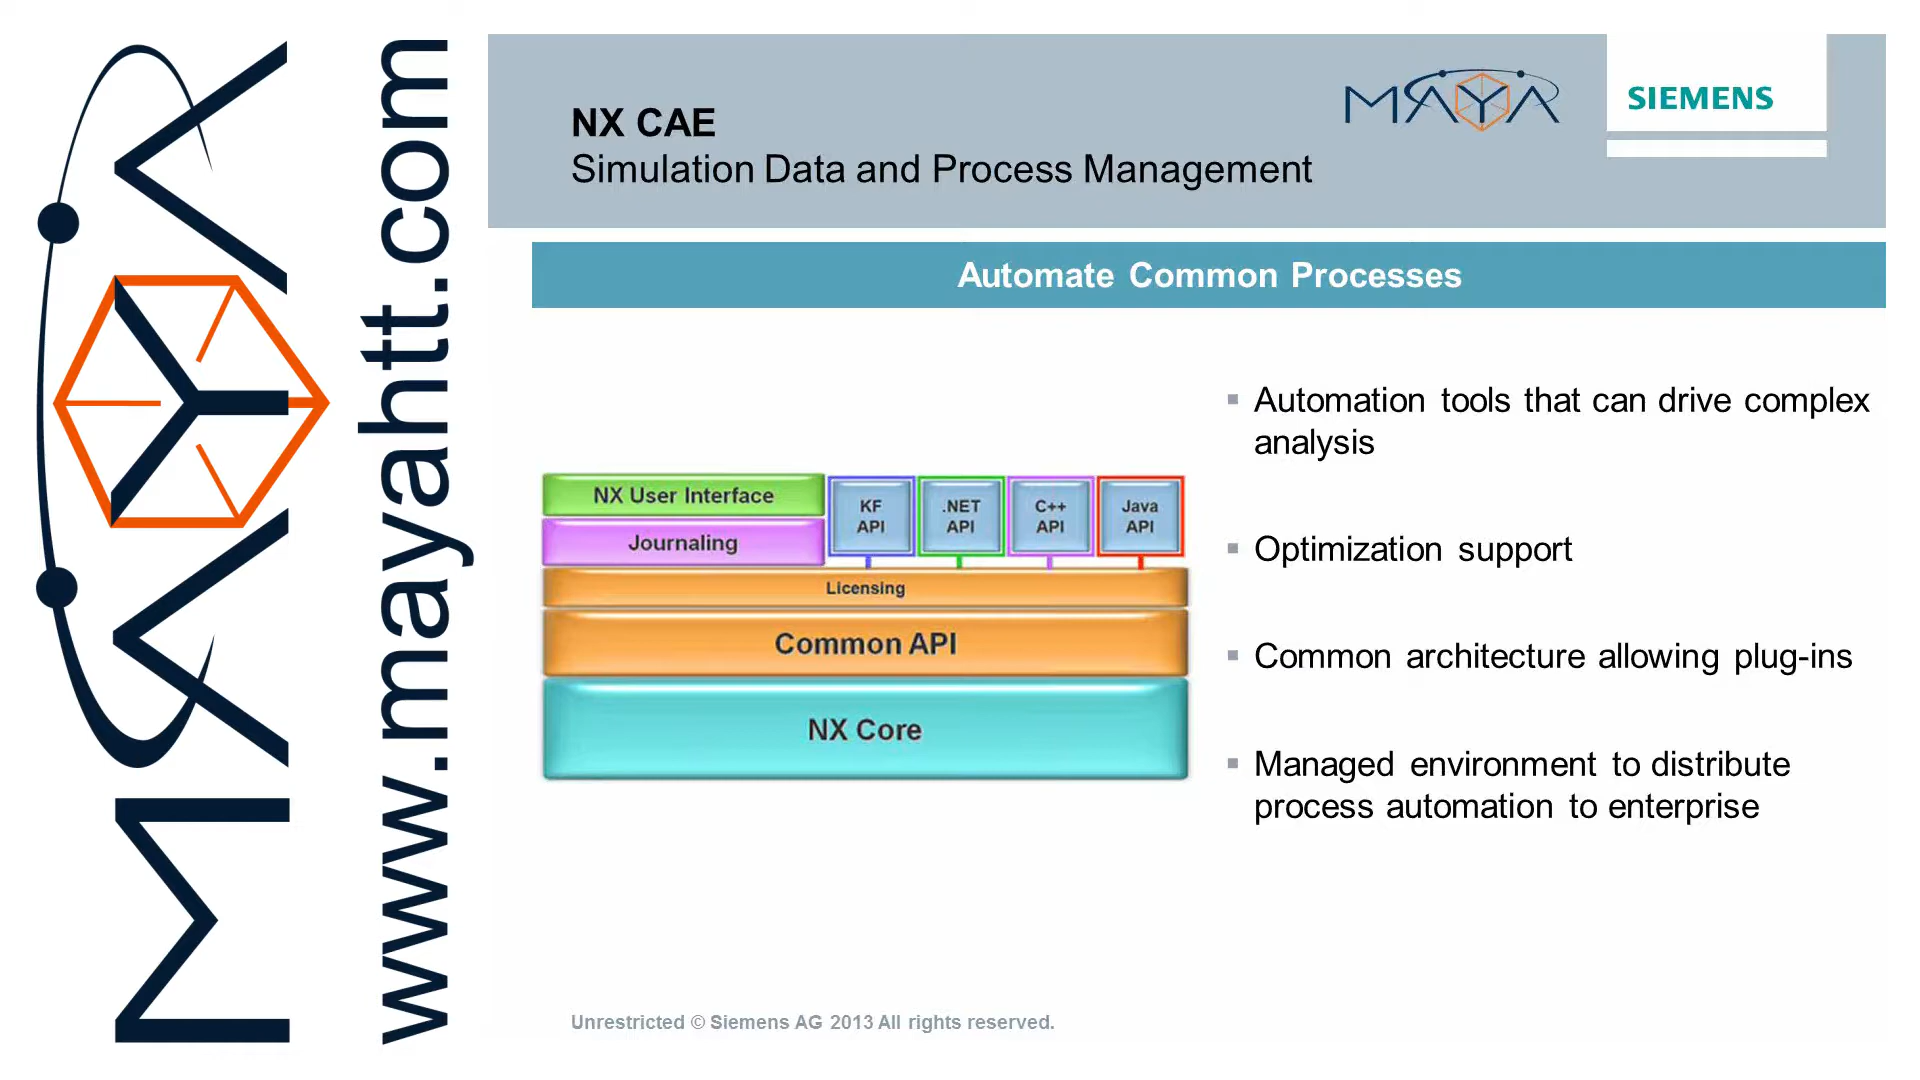 MAYA
www.mayahtt.com
NX CAE
Simulation Data and Process Management
MAYA
SIEMENS
Automate Common Processes
NX User Interface
Journaling
KF
API
.NET
API
C++
API
Java
API
Licensing
Common API
NX Core
Automation tools that can drive complex
analysis
Optimization support
Common architecture allowing plug-ins
Managed environment to distribute
process automation to enterprise
Unrestricted © Siemens AG 2013 All rights reserved.